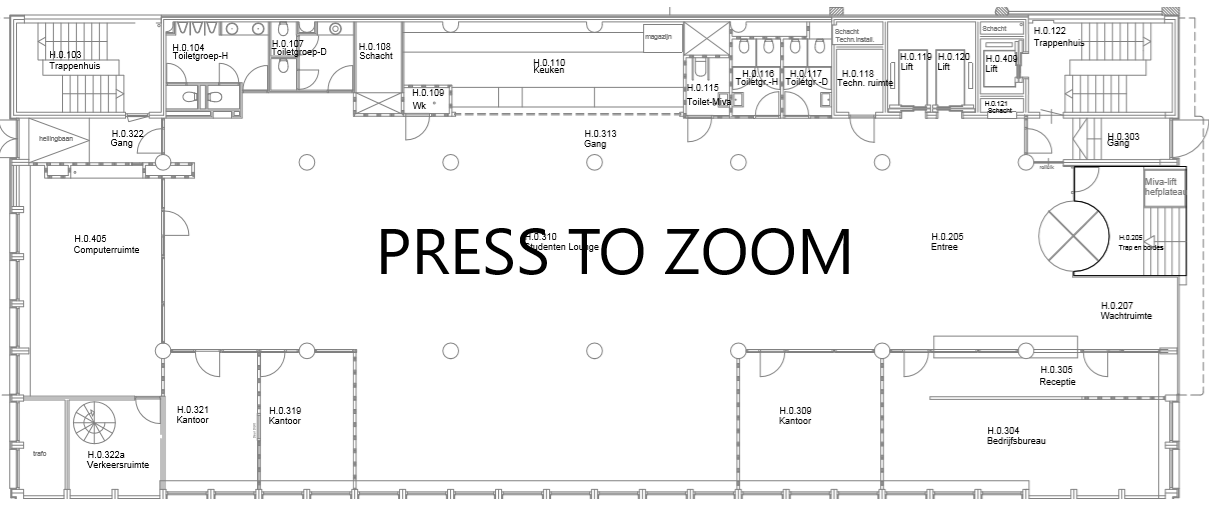 H.0.103
Trappenhuis
H.0.104
Toiletgroep-H
H.0.107
Toiletgroep-D
H.0.108
Schacht
H.0.109
Wk
H.0.110
Keuken
magazijn
H.0.115
Toilet-Miva
H.0.116
Toiletgr.-H
H.0.117
Toiletgr.-D
Schacht
Techn.install.
H.0.118
Techn. ruimte
H.0.119
Lift
H.0.120
Lift
Schacht
H.0.409
Lift
H.0.121
Schacht
H.0.122
Trappenhuis
hellingbaan
H.0.322
Gang
H.0.313
Gang
H.0.303
Gang
Miva-lift
hefplateau
H.0.405
Computerruimte
H.0.310
Studenten Lounge
PRESS TO ZOOM
H.0.205
Entree
H.0.205
Trap en bordes
H.0.207
Wachtruimte
H.0.305
Receptie
H.0.321
Kantoor
H.0.319
Kantoor
H.0.309
Kantoor
H.0.304
Bedrijfsbureau
trafo
H.0.322a
Verkeersruimte